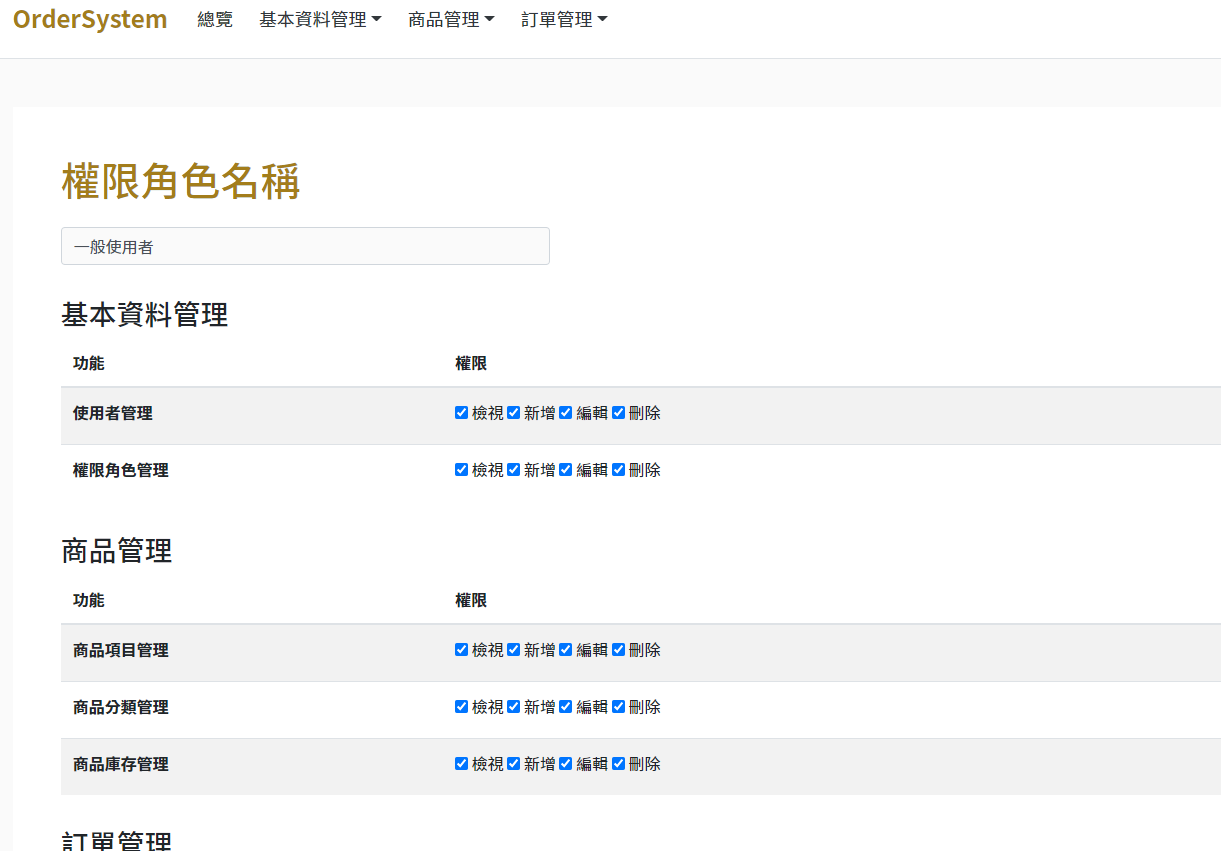 OrderSystem 總覽 基本資料管理 商品管理 訂單管理
權限角色名稱
一般使用者
基本資料管理
功能 權限
使用者管理 檢視 新增 編輯 刪除
權限角色管理 檢視 新增 編輯 刪除
商品管理
功能 權限
商品項目管理 檢視 新增 編輯 刪除
商品分類管理 檢視 新增 編輯 刪除
商品庫存管理 檢視 新增 編輯 刪除
訂單管理